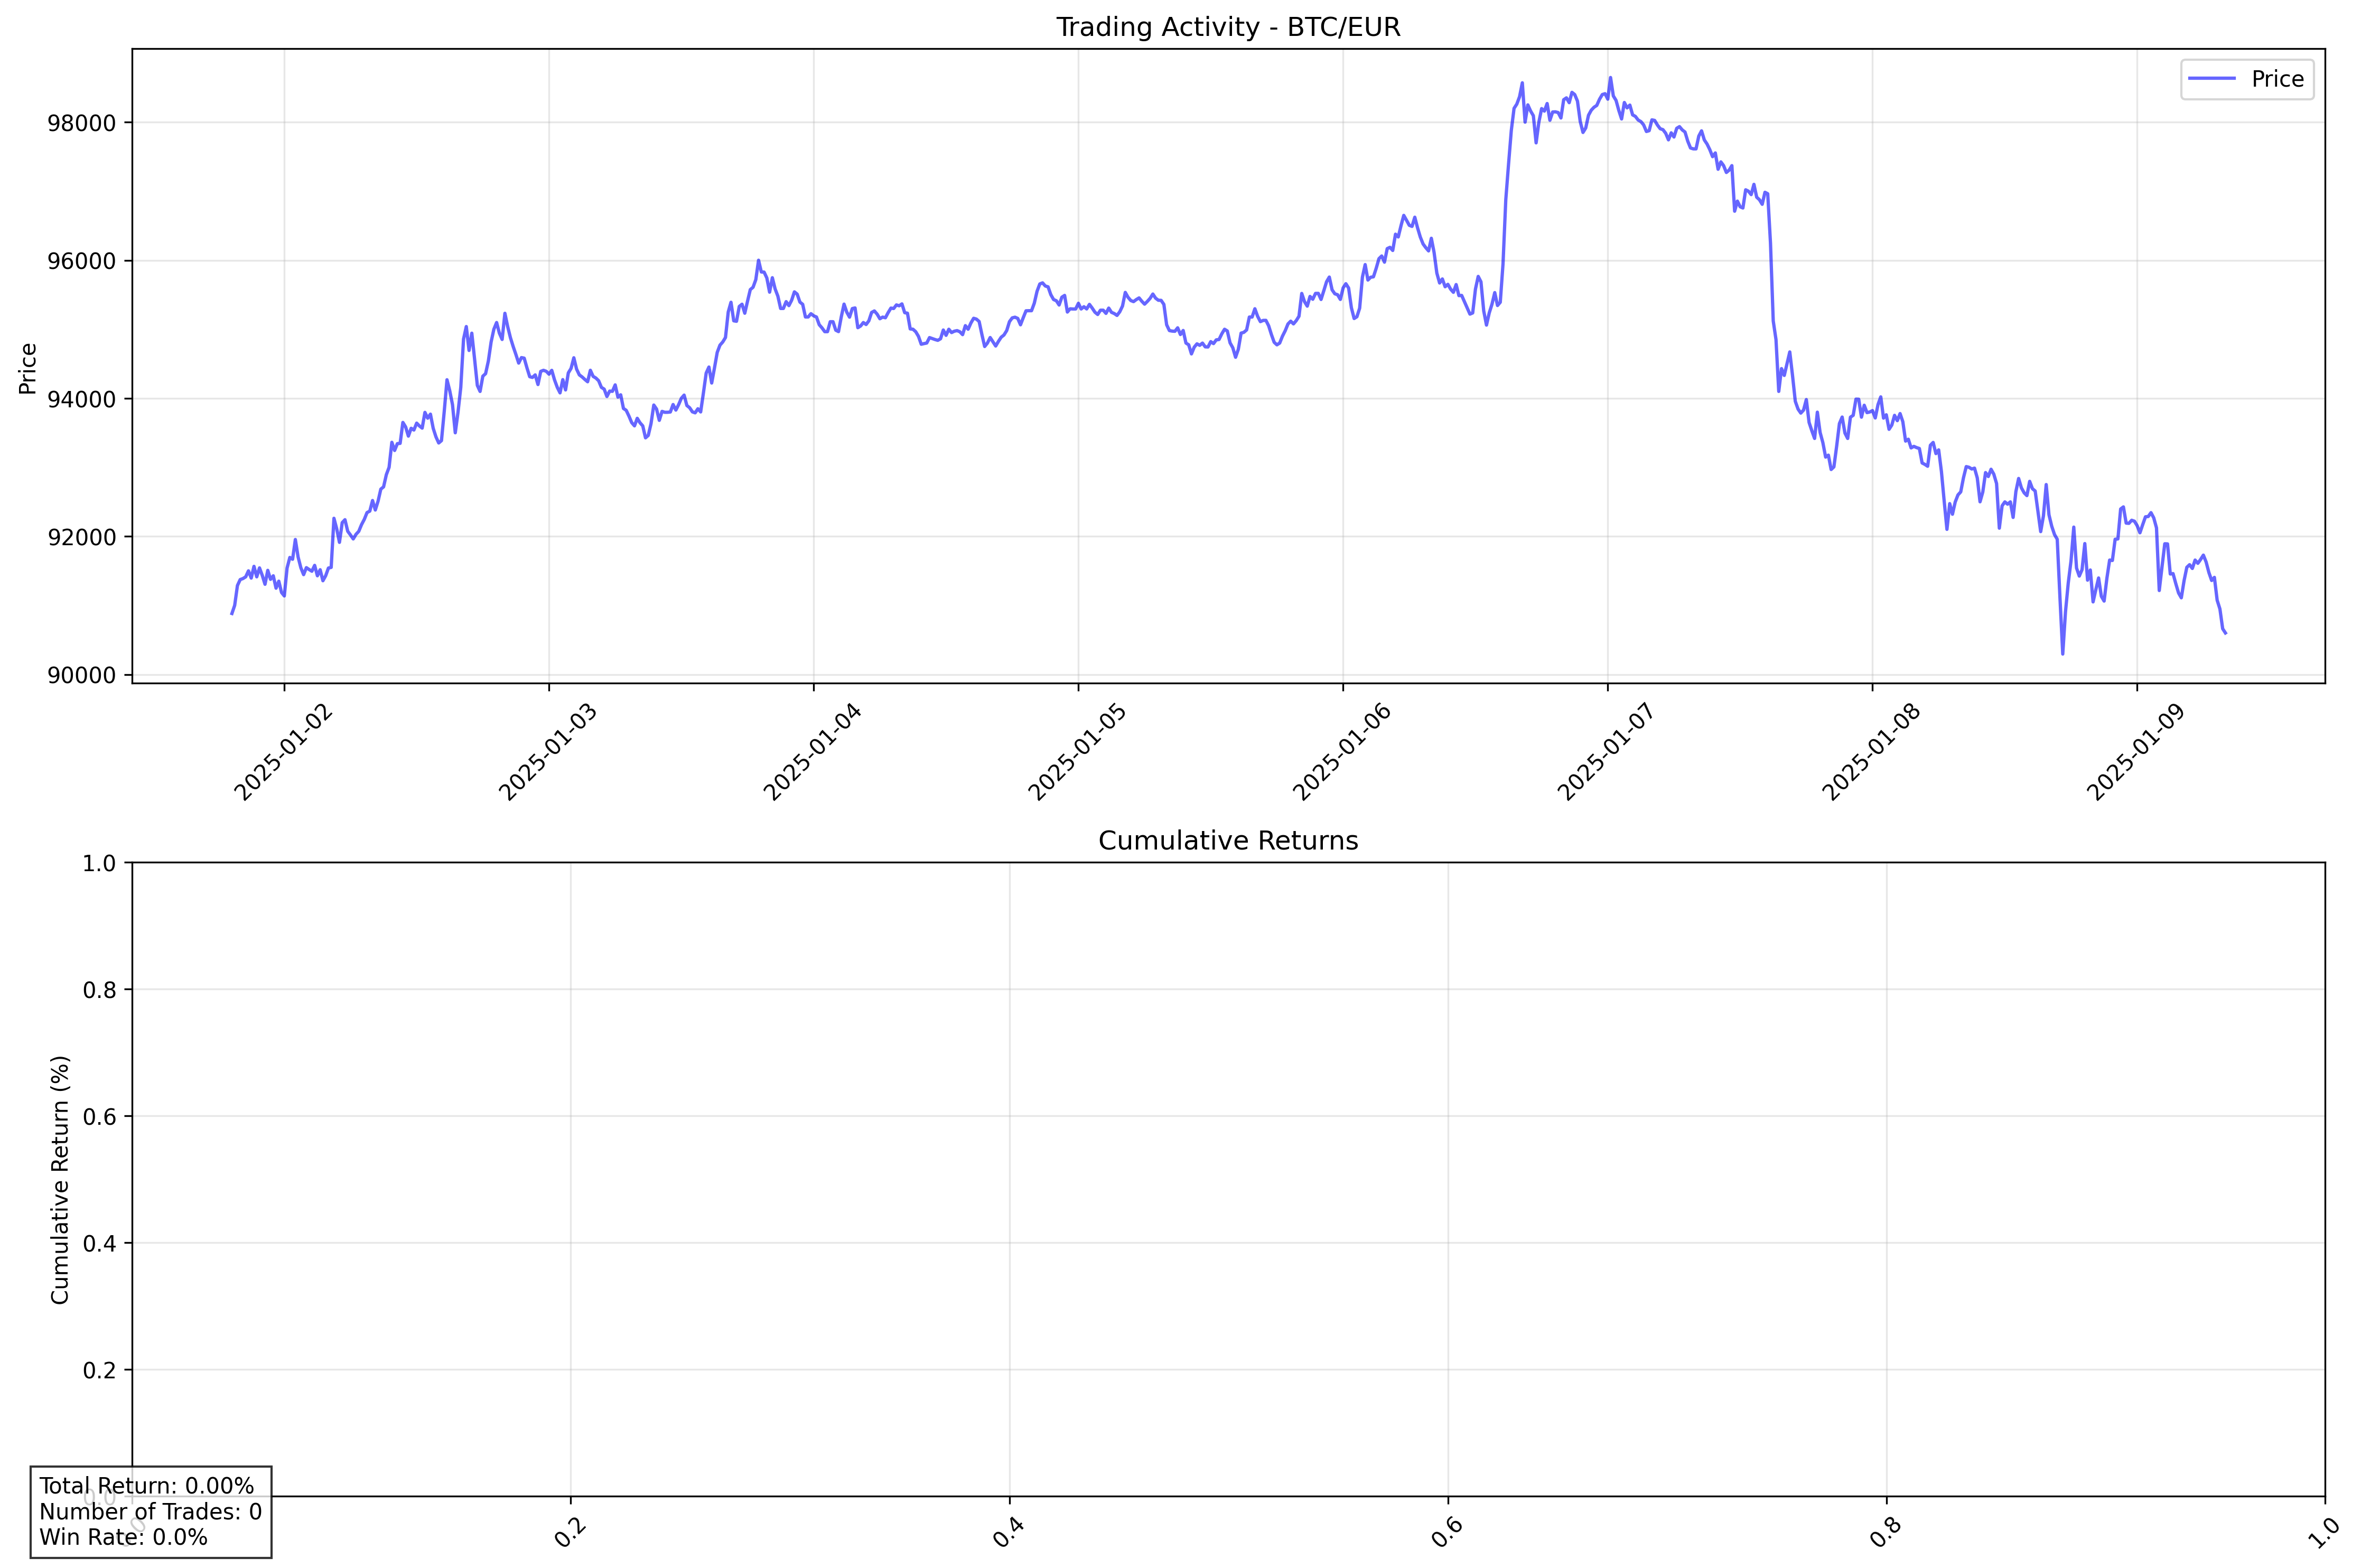 Trading Activity - BTC/EUR
Price
Price
98000
96000
94000
92000
90000
2025-01-02
2025-01-03
2025-01-04
2025-01-05
2025-01-06
2025-01-07
2025-01-08
2025-01-09
Cumulative Returns
Cumulative Return (%)
1.0
0.8
0.6
0.4
0.2
0.2
0.4
0.6
0.8
1.0
Total Return: 0.00%
Number of Trades: 0
Win Rate: 0.0%